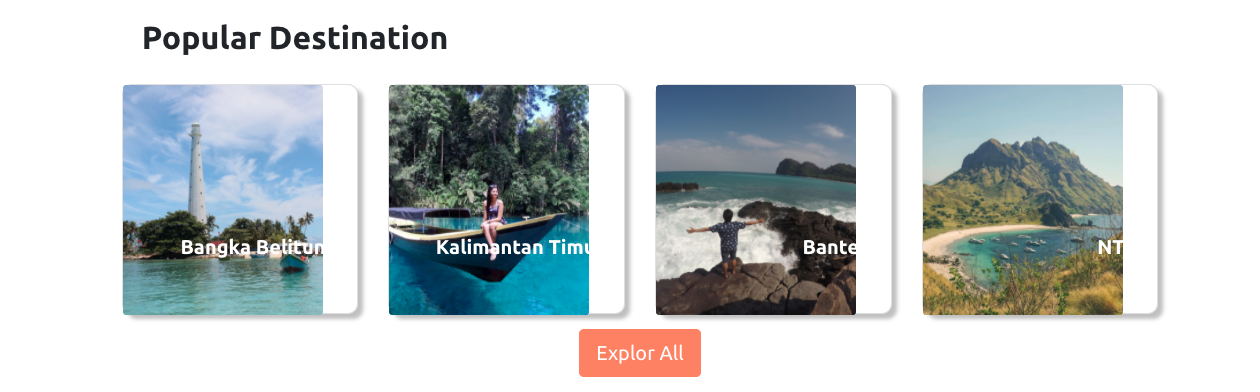 Popular Destination
Bangka Belitun
Kalimantan Timu
Bante
NT
Explor All